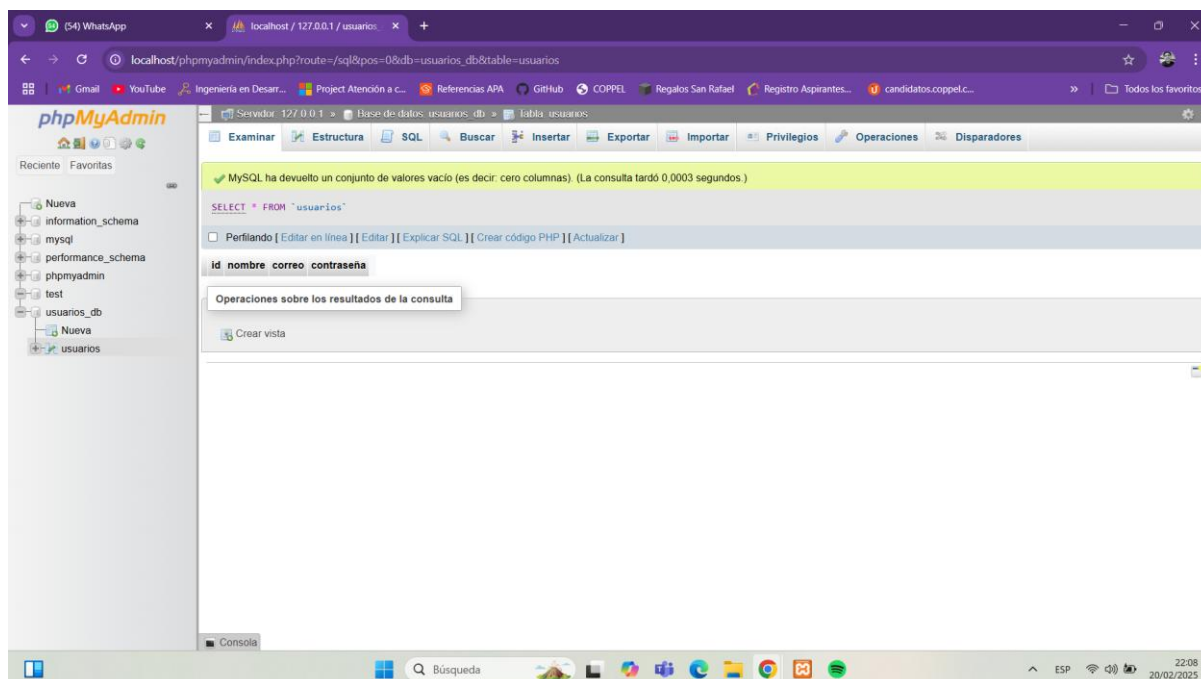 (54) WhatsApp
localhost / 127.0.0.1 / usuarios_
localhost/phpmyadmin/index.php?route=/sql&pos=0&db=usuarios_db&table=usuarios
Gmail YouTube Ingeniería en Desarr... Project Atención a c... Referencias APA GitHub COPPEL Regalos San Rafael Registro Aspirantes... candidatos.coppel.c... » Todos los favoritos
phpMyAdmin
Reciente Favoritas
Nueva
information_schema
mysql
performance_schema
phpmyadmin
test
usuarios_db
Nueva
usuarios
Servidor: 127.0.0.1 » Base de datos: usuarios_db » Tabla: usuarios
Examinar Estructura SQL Buscar Insertar Exportar Importar Privilegios Operaciones Disparadores
MySQL ha devuelto un conjunto de valores vacío (es decir: cero columnas). (La consulta tardó 0,0003 segundos.)
SELECT * FROM `usuarios`
Perfilando [ Editar en línea ] [ Editar ] [ Explicar SQL ] [ Crear código PHP ] [ Actualizar ]
id nombre correo contraseña
Operaciones sobre los resultados de la consulta
Crear vista
Consola
Búsqueda
ESP
22:08
20/02/2025